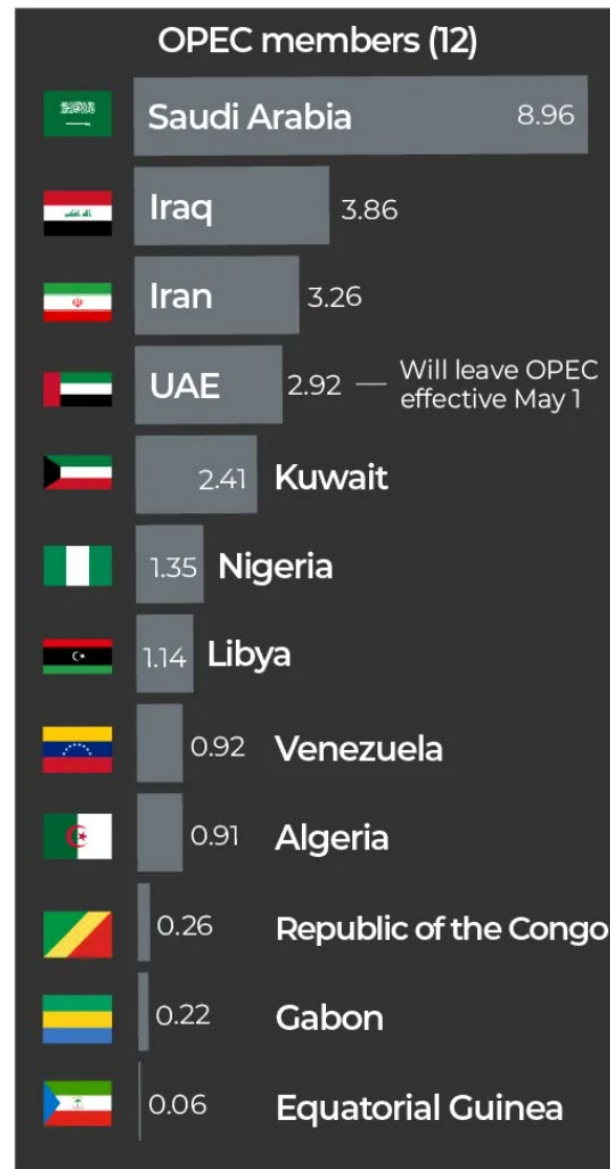 OPEC members (12)
Saudi Arabia 8.96
Iraq 3.86
Iran 3.26
UAE 2.92 — Will leave OPEC
effective May 1
2.41 Kuwait
1.35 Nigeria
1.14 Libya
0.92 Venezuela
0.91 Algeria
0.26 Republic of the Congo
0.22 Gabon
0.06 Equatorial Guinea